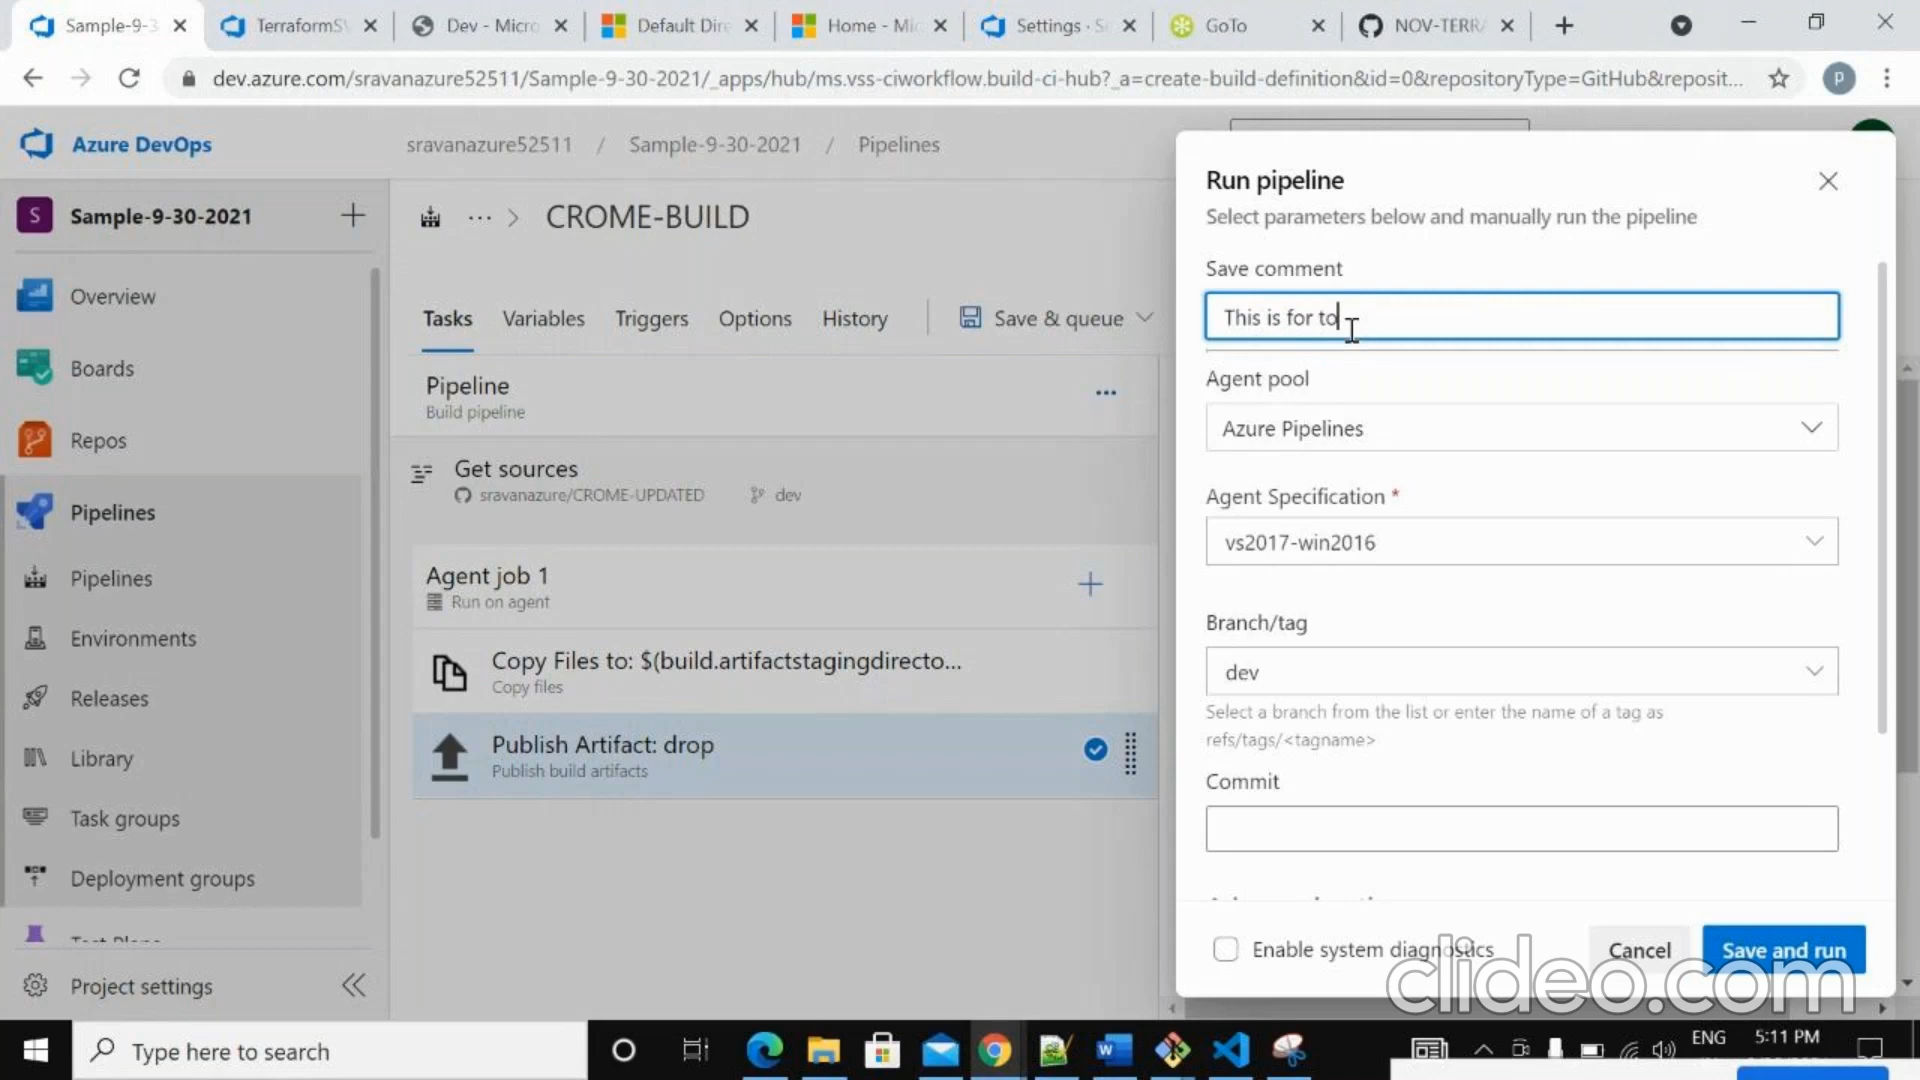 Sample-9-3
TerraformS
Dev - Micro
Default Dire
Home - Mic
Settings · S
GoTo
NOV-TERRA
dev.azure.com/sravanazure52511/Sample-9-30-2021/_apps/hub/ms.vss-ciworkflow.build-ci-hub?_a=create-build-definition&id=0&repositoryType=GitHub&reposit...
P
Azure DevOps
sravanazure52511 / Sample-9-30-2021 / Pipelines
S
Sample-9-30-2021
Overview
Boards
Repos
Pipelines
Pipelines
Environments
Releases
Library
Task groups
Deployment groups
Project settings
... > CROME-BUILD
Tasks
Variables
Triggers
Options
History
Save & queue
Pipeline
Build pipeline
Get sources
sravanazure/CROME-UPDATED
dev
Agent job 1
Run on agent
Copy Files to: $(build.artifactstagingdirecto...
Copy files
Publish Artifact: drop
Publish build artifacts
Run pipeline
Select parameters below and manually run the pipeline
Save comment
This is for to
Agent pool
Azure Pipelines
Agent Specification *
vs2017-win2016
Branch/tag
dev
Select a branch from the list or enter the name of a tag as
refs/tags/<tagname>
Commit
Enable system diagnostics
Cancel
Save and run
clideo.com
Type here to search
ENG
5:11 PM